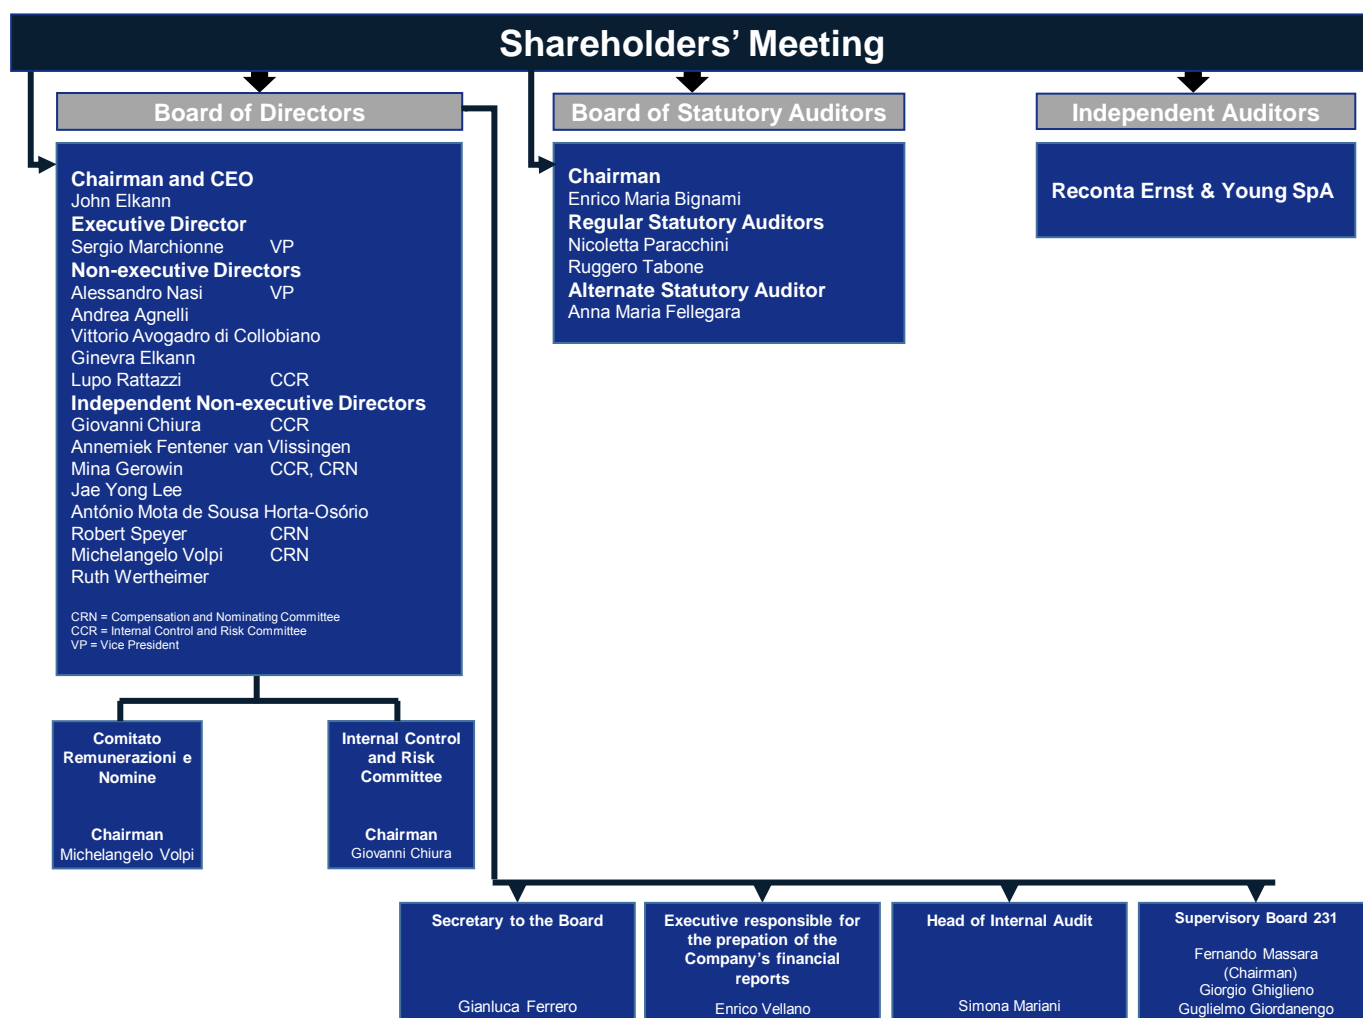 Shareholders' Meeting
Board of Directors
Chairman and CEO
John Elkann
Executive Director
Sergio Marchionne VP
Non-executive Directors
Alessandro Nasi VP
Andrea Agnelli
Vittorio Avogadro di Collobiano
Ginevra Elkann
Lupo Rattazzi CCR
Independent Non-executive Directors
Giovanni Chiura CCR
Annemiek Fentener van Vlissingen
Mina Gerowin CCR, CRN
Jae Yong Lee
António Mota de Sousa Horta-Osório
Robert Speyer CRN
Michelangelo Volpi CRN
Ruth Wertheimer
CRN = Compensation and Nominating Committee
CCR = Internal Control and Risk Committee
VP = Vice President
Board of Statutory Auditors
Chairman
Enrico Maria Bignami
Regular Statutory Auditors
Nicoletta Paracchini
Ruggero Tabone
Alternate Statutory Auditor
Anna Maria Fellegara
Independent Auditors
Reconta Ernst & Young SpA
Comitato
Remunerazioni e
Nomine
Chairman
Michelangelo Volpi
Internal Control
and Risk
Committee
Chairman
Giovanni Chiura
Secretary to the Board
Gianluca Ferrero
Executive responsible for
the prepation of the
Company's financial
reports
Enrico Vellano
Head of Internal Audit
Simona Mariani
Supervisory Board 231
Fernando Massara
(Chairman)
Giorgio Ghiglieno
Guglielmo Giordanengo